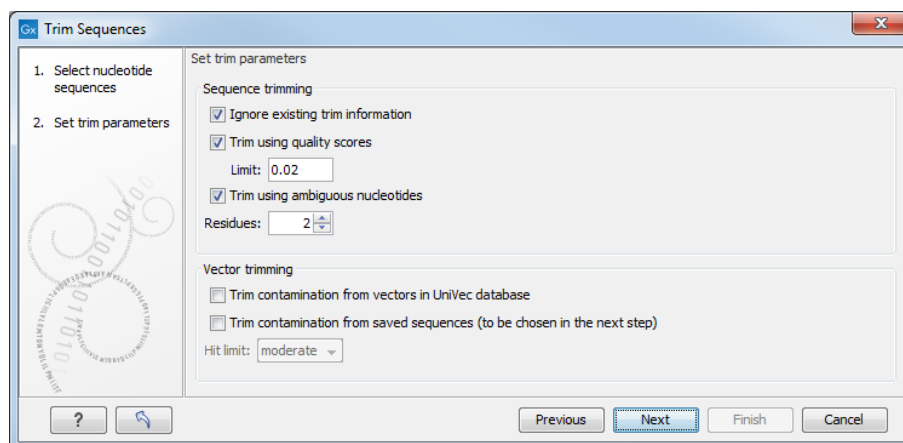 Gx Trim Sequences
1. Select nucleotide
sequences
2. Set trim parameters
Set trim parameters
Sequence trimming
Ignore existing trim information
Trim using quality scores
Limit: 0.02
Trim using ambiguous nucleotides
Residues: 2
Vector trimming
Trim contamination from vectors in UniVec database
Trim contamination from saved sequences (to be chosen in the next step)
Hit limit: moderate
? Previous Next Finish Cancel